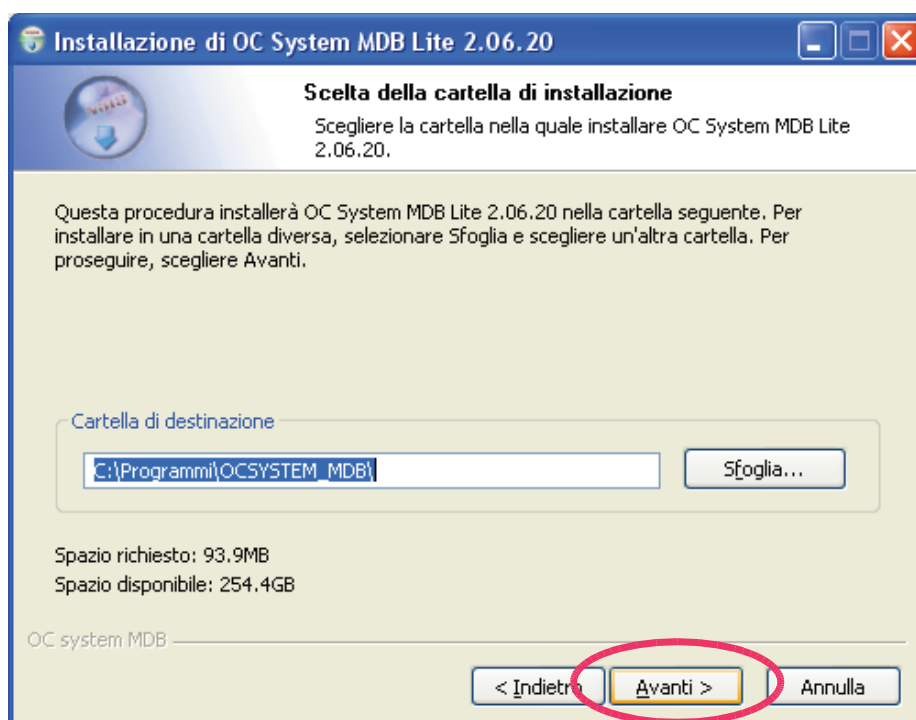 Installazione di OC System MDB Lite 2.06.20
Scelta della cartella di installazione
Scegliere la cartella nella quale installare OC System MDB Lite
2.06.20.
Questa procedura installerà OC System MDB Lite 2.06.20 nella cartella seguente. Per
installare in una cartella diversa, selezionare Sfoglia e scegliere un'altra cartella. Per
proseguire, scegliere Avanti.
Cartella di destinazione
C:\Programmi\OCSYSTEM_MDB\
Sfoglia...
Spazio richiesto: 93.9MB
Spazio disponibile: 254.4GB
OC system MDB
< Indietro
Avanti >
Annulla